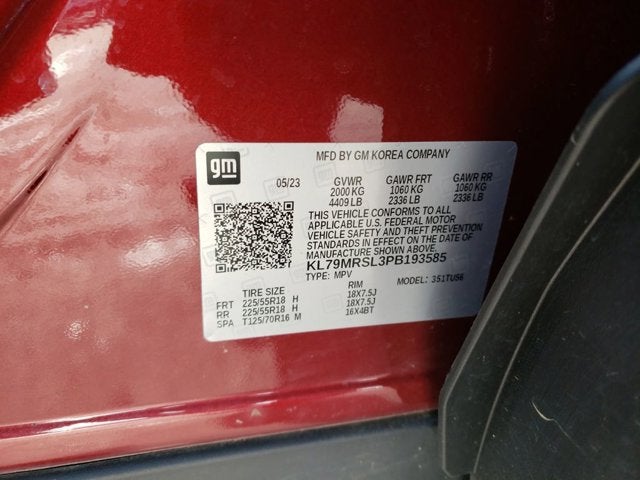 gm
MFD BY GM KOREA COMPANY
05/23 GVWR GAWR FRT GAWR RR
2000 KG 1060 KG 1060 KG
4409 LB 2336 LB 2336 LB
THIS VEHICLE CONFORMS TO ALL
APPLICABLE U.S. FEDERAL MOTOR
VEHICLE SAFETY AND THEFT PREVENTION
STANDARDS IN EFFECT ON THE DATE OF
MANUFACTURE SHOWN ABOVE.
KL79MRSL3PB193585
TYPE: MPV MODEL: 351TU56
TIRE SIZE RIM
FRT 225/55R18 H 18X7.5J
RR 225/55R18 H 18X7.5J
SPA T125/70R16 M 16X4BT